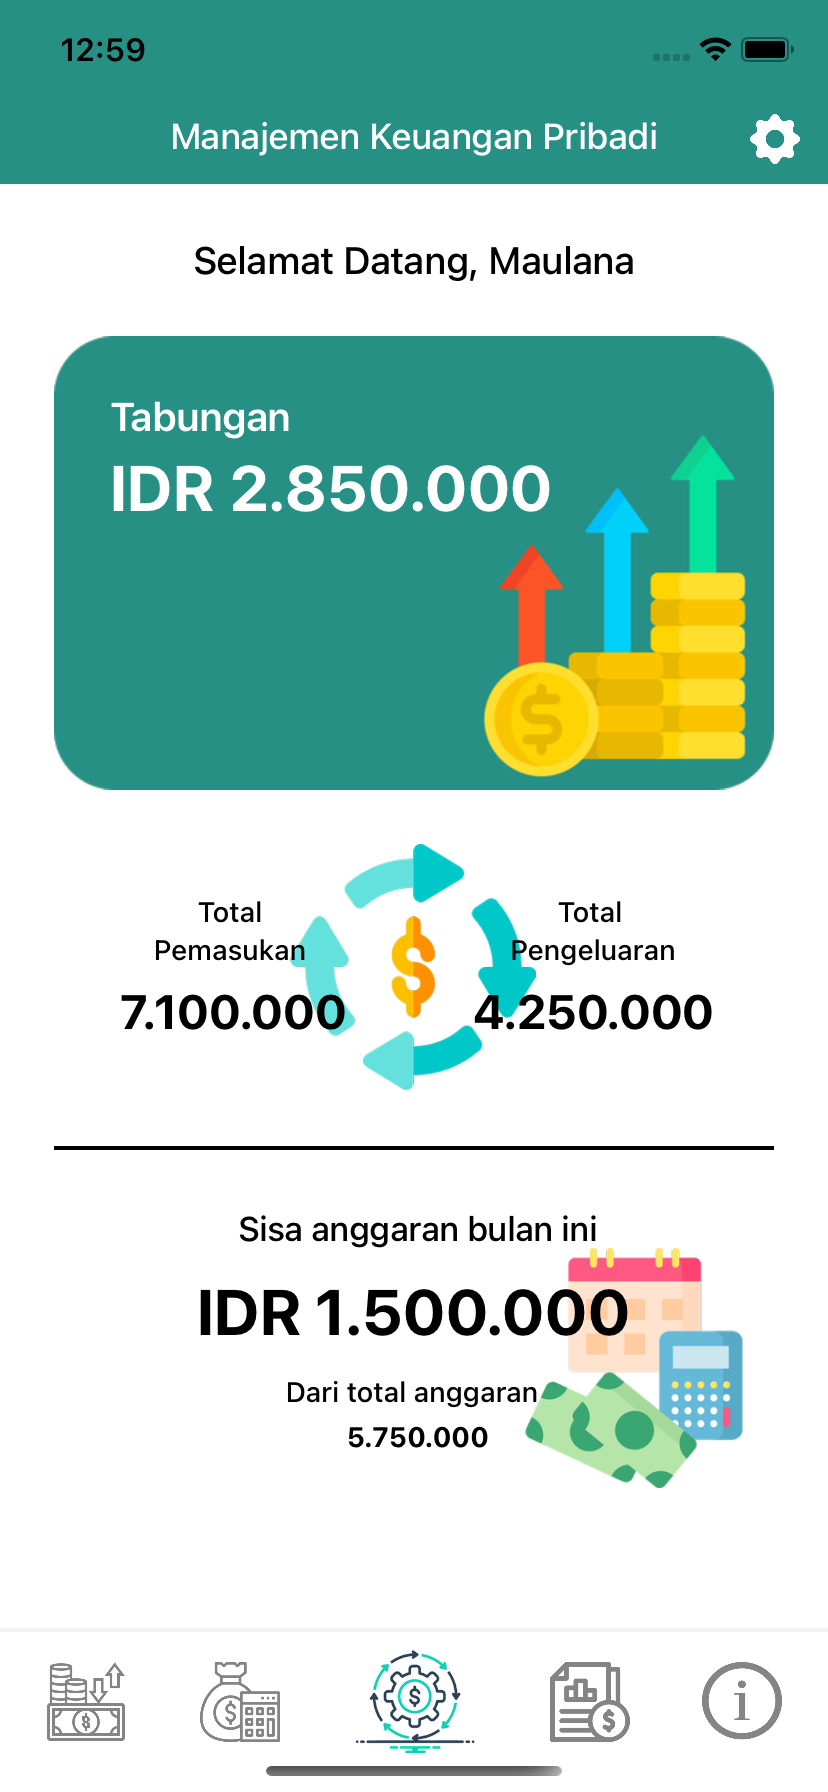 12:59
Manajemen Keuangan Pribadi
Selamat Datang, Maulana
Tabungan
IDR 2.850.000
Total
Pemasukan
7.100.000
Total
Pengeluaran
4.250.000
Sisa anggaran bulan ini
IDR 1.500.000
Dari total anggaran
5.750.000